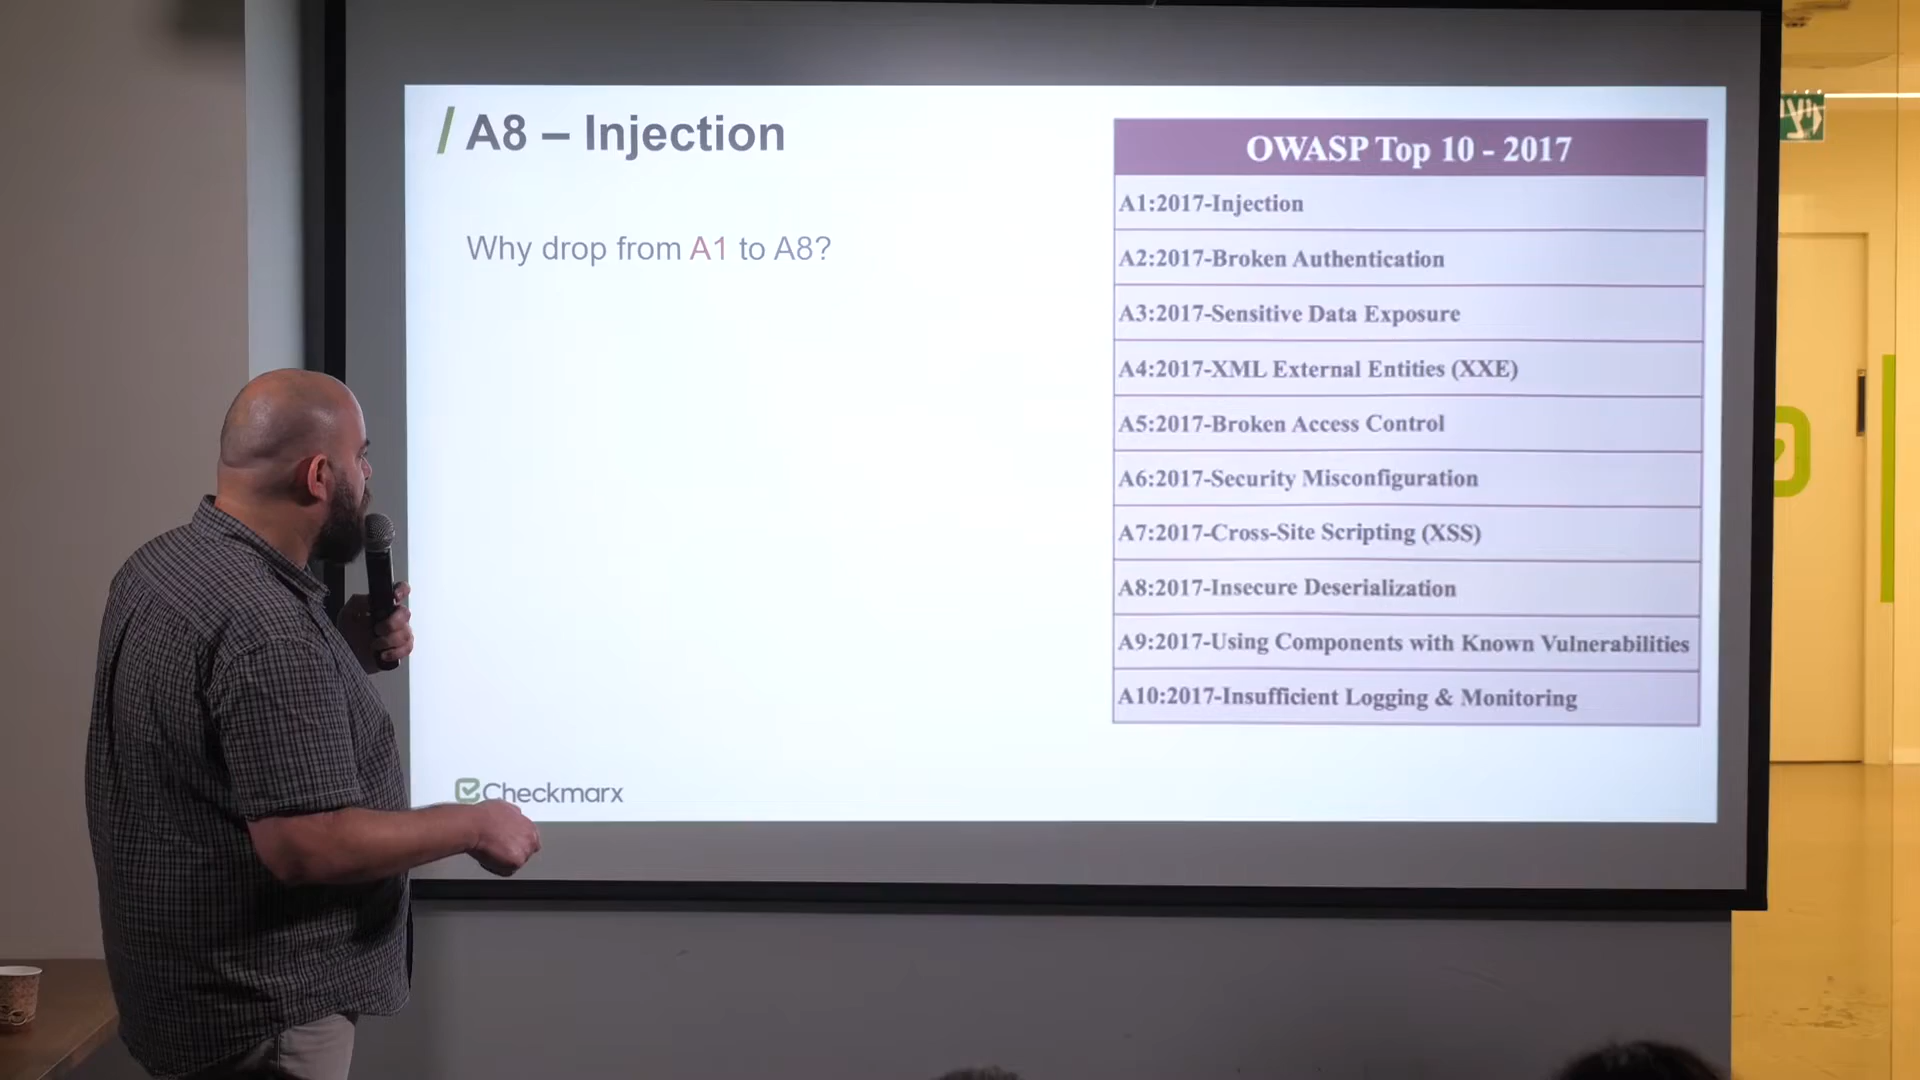 A8 – Injection
Why drop from A1 to A8?
OWASP Top 10 - 2017
A1:2017-Injection
A2:2017-Broken Authentication
A3:2017-Sensitive Data Exposure
A4:2017-XML External Entities (XXE)
A5:2017-Broken Access Control
A6:2017-Security Misconfiguration
A7:2017-Cross-Site Scripting (XSS)
A8:2017-Insecure Deserialization
A9:2017-Using Components with Known Vulnerabilities
A10:2017-Insufficient Logging & Monitoring
Checkmarx